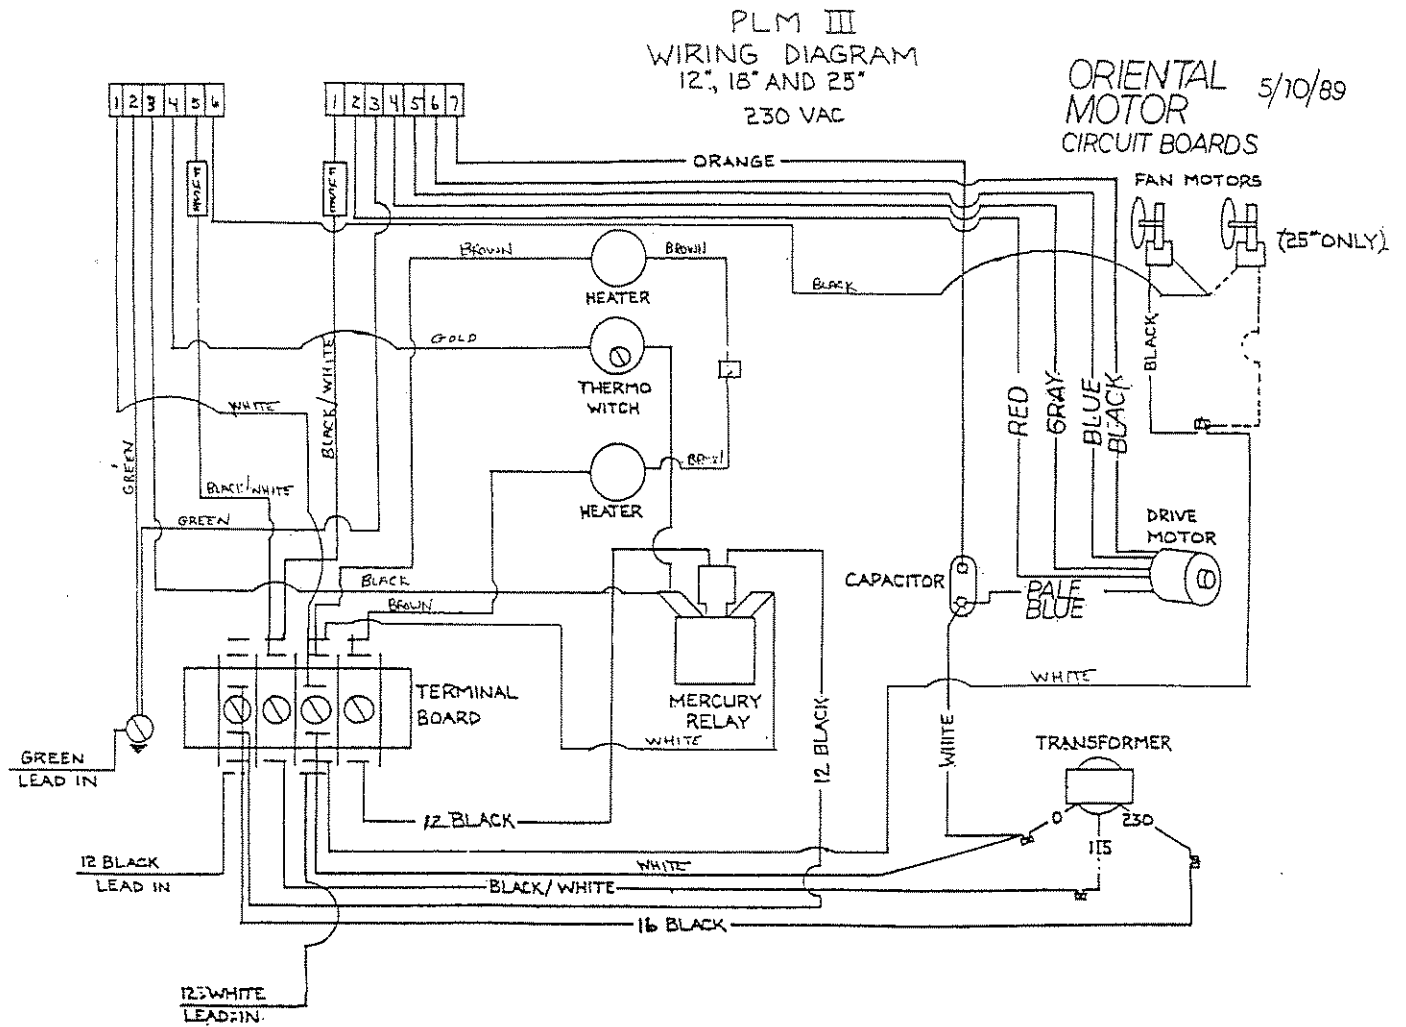 PLM III
WIRING DIAGRAM
12", 18" AND 25"
230 VAC
ORIENTAL
MOTOR
CIRCUIT BOARDS
5/10/89
1 2 3 4 5 6
1 2 3 4 5 6 7
FUSE
FUSE
ORANGE
FAN MOTORS
(25" ONLY)
BROWN
BROWN
HEATER
BLACK
GOLD
THERMO
WITCH
BLACK/WHITE
WHITE
GREEN
BLACK/WHITE
GREEN
BROWN
HEATER
RED
GRAY
BLUE
BLACK
BLACK
DRIVE
MOTOR
CAPACITOR
PALE
BLUE
BLACK
BROWN
TERMINAL
BOARD
MERCURY
RELAY
WHITE
12 BLACK
WHITE
WHITE
TRANSFORMER
0
115
230
GREEN
LEAD IN
12 BLACK
12 BLACK
LEAD IN
WHITE
BLACK/WHITE
16 BLACK
12 WHITE
LEAD IN